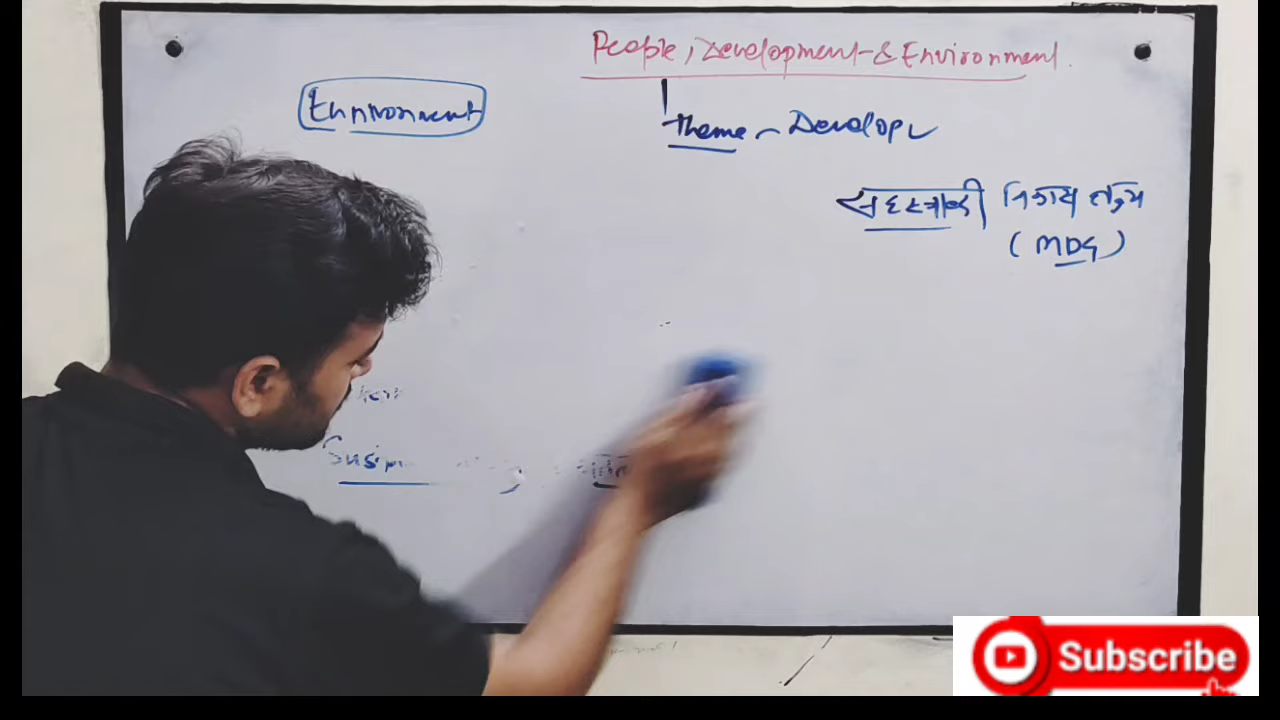 People, Development & Environment.
Environment
Theme - Develop
सहस्त्राब्दी विकास लक्ष्य
(MDG)
Subscribe